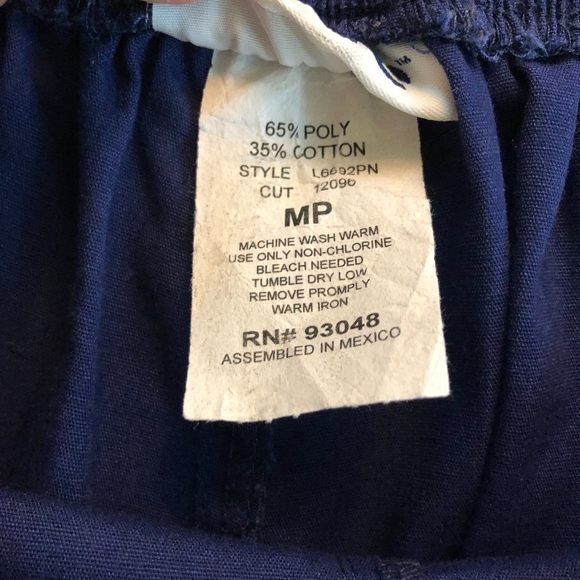 65% POLY
35% COTTON
STYLE L6692PN
CUT 12096
MP
MACHINE WASH WARM
USE ONLY NON-CHLORINE
BLEACH NEEDED
TUMBLE DRY LOW
REMOVE PROMPLY
WARM IRON
RN# 93048
ASSEMBLED IN MEXICO